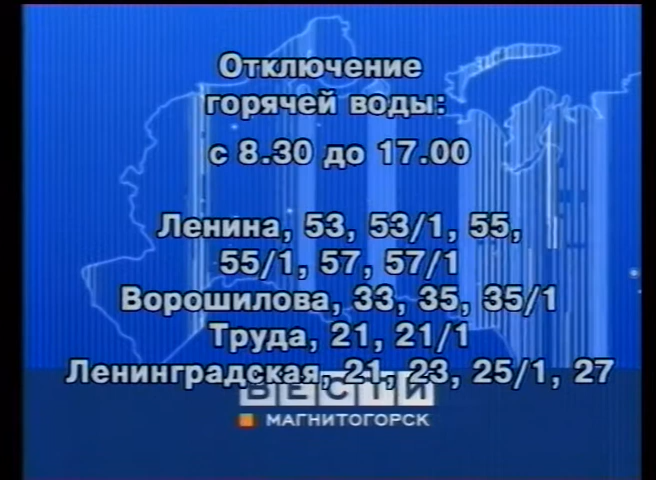 Отключение
горячей воды:
с 8.30 до 17.00
Ленина, 53, 53/1, 55,
55/1, 57, 57/1
Ворошилова, 33, 35, 35/1
Труда, 21, 21/1
Ленинградская, 21, 23, 25/1, 27
ВЕСТИ
МАГНИТОГОРСК